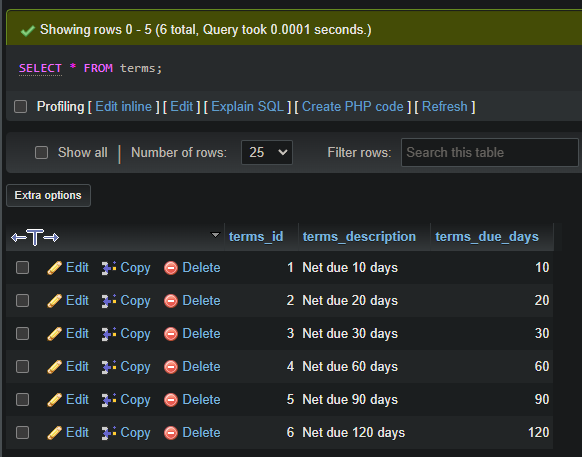 Showing rows 0 - 5 (6 total, Query took 0.0001 seconds.)
SELECT * FROM terms;
Profiling [ Edit inline ] [ Edit ] [ Explain SQL ] [ Create PHP code ] [ Refresh ]
Show all | Number of rows: 25 Filter rows: Search this table
Extra options
terms_id terms_description terms_due_days
Edit Copy Delete 1 Net due 10 days 10
Edit Copy Delete 2 Net due 20 days 20
Edit Copy Delete 3 Net due 30 days 30
Edit Copy Delete 4 Net due 60 days 60
Edit Copy Delete 5 Net due 90 days 90
Edit Copy Delete 6 Net due 120 days 120